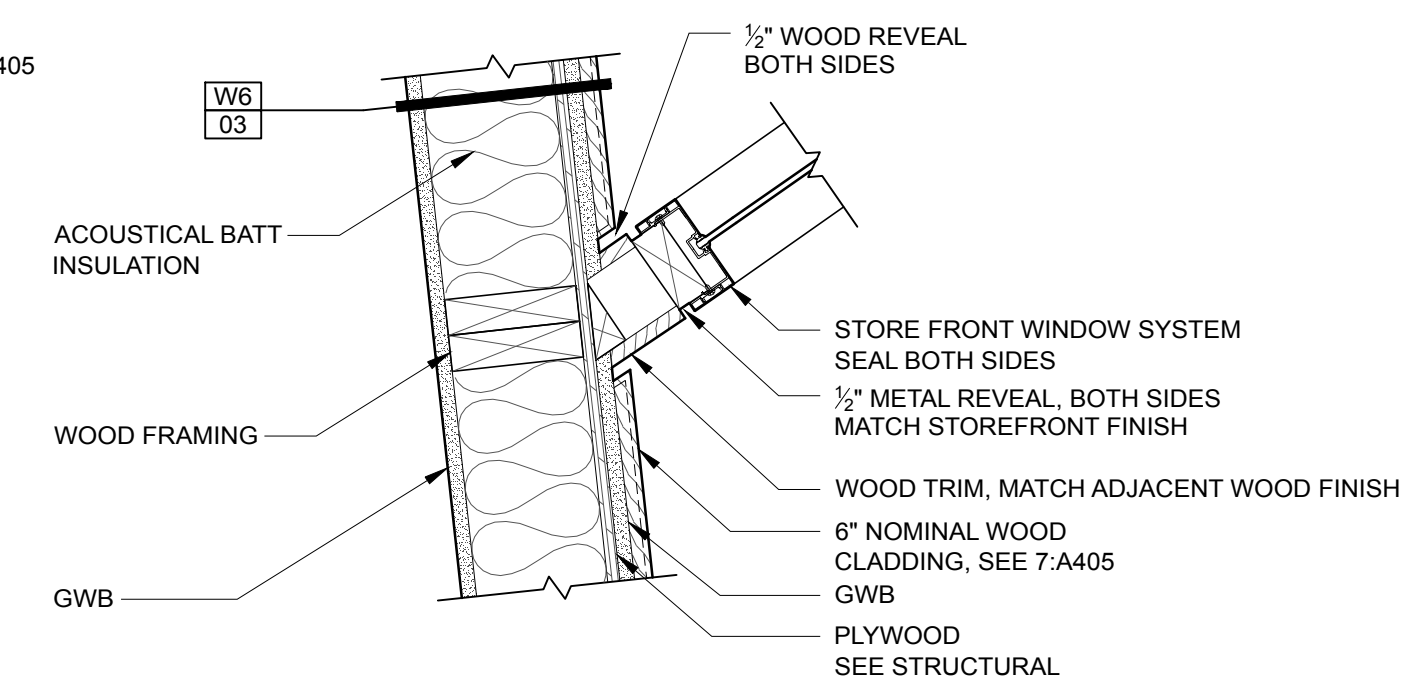 405
W6
03
½" WOOD REVEAL
BOTH SIDES
ACOUSTICAL BATT
INSULATION
WOOD FRAMING
GWB
STORE FRONT WINDOW SYSTEM
SEAL BOTH SIDES
½" METAL REVEAL, BOTH SIDES
MATCH STOREFRONT FINISH
WOOD TRIM, MATCH ADJACENT WOOD FINISH
6" NOMINAL WOOD
CLADDING, SEE 7:A405
GWB
PLYWOOD
SEE STRUCTURAL